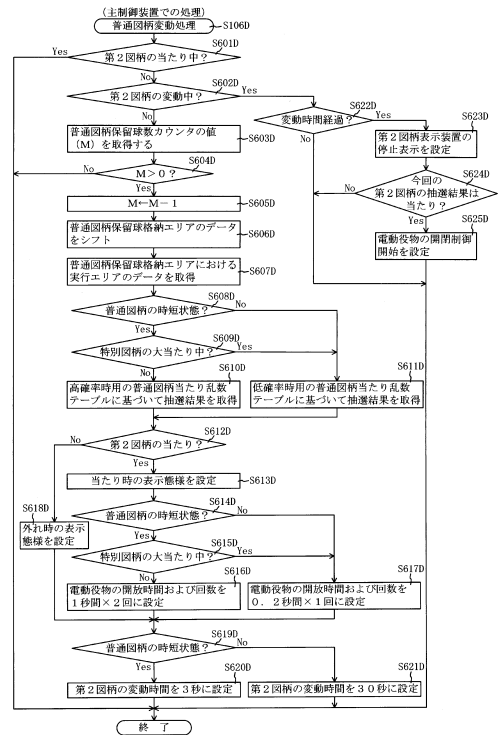 (主制御装置での処理)
普通図柄変動処理
S106D
S601D
Yes
第2図柄の当たり中?
No
S602D
第2図柄の変動中?
Yes
No
S622D
変動時間経過?
Yes
No
S623D
第2図柄表示装置の
停止表示を設定
普通図柄保留球数カウンタの値
(M)を取得する
S603D
S604D
No
M>0?
Yes
S624D
今回の
第2図柄の抽選結果は
当たり?
No
Yes
M←M-1
S605D
S625D
電動役物の開閉制御
開始を設定
普通図柄保留球格納エリアのデータ
をシフト
S606D
普通図柄保留球格納エリアにおける
実行エリアのデータを取得
S607D
S608D
普通図柄の時短状態?
No
Yes
S609D
特別図柄の大当たり中?
Yes
No
S610D
高確率時用の普通図柄当たり乱数
テーブルに基づいて抽選結果を取得
S611D
低確率時用の普通図柄当たり乱数
テーブルに基づいて抽選結果を取得
S612D
No
第2図柄の当たり?
Yes
当たり時の表示態様を設定
S613D
S618D
外れ時の表示
態様を設定
S614D
普通図柄の時短状態?
No
Yes
S615D
特別図柄の大当たり中?
Yes
No
S616D
電動役物の開放時間および回数を
1秒間×2回に設定
S617D
電動役物の開放時間および回数を
0.2秒間×1回に設定
S619D
普通図柄の時短状態?
No
Yes
S620D
第2図柄の変動時間を3秒に設定
S621D
第2図柄の変動時間を30秒に設定
終了